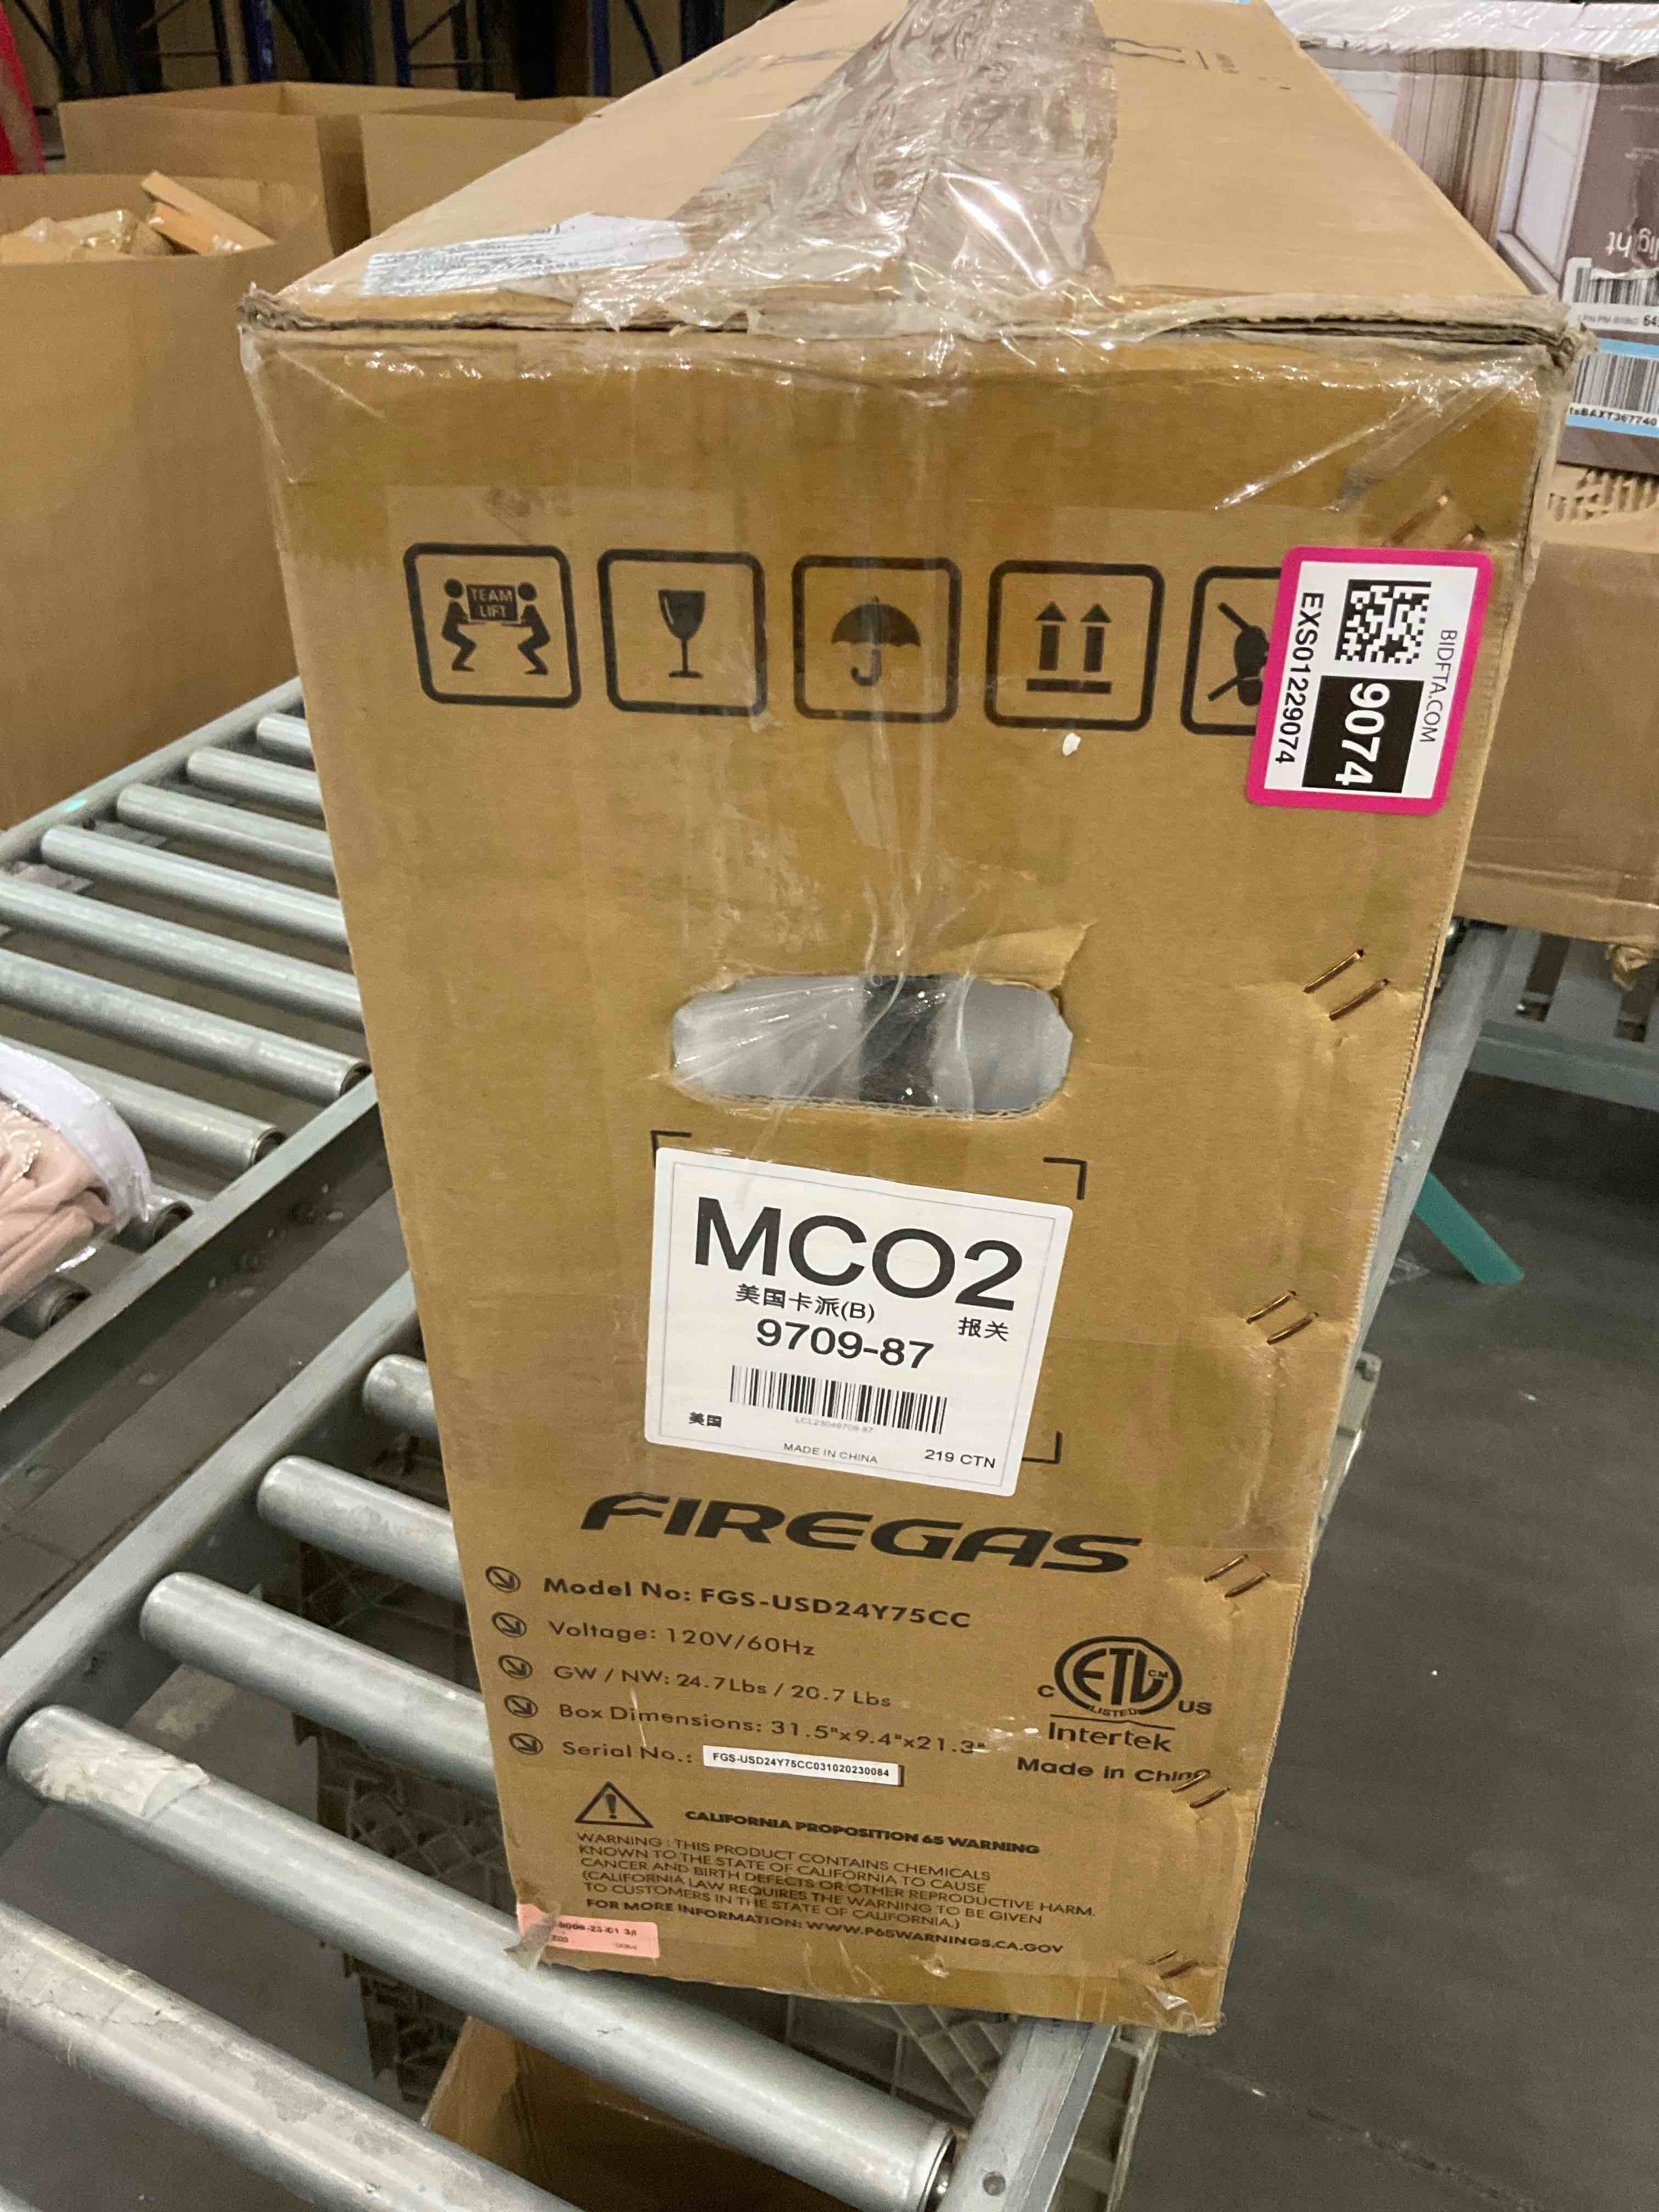 TEAM
LIFT
BIDFTA.COM
9074
EXS01229074
MCO2
美国卡派(B)
报关
9709-87
美国
MADE IN CHINA
219 CTN
FIREGAS
Model No: FGS-USD24Y75CC
Voltage: 120V/60Hz
GW / NW: 24.7Lbs / 20.7 Lbs
Box Dimensions: 31.5"x9.4"x21.3"
Serial No.: FGS-USD24Y75CC031020230084
C ETL CM US
LISTED
Intertek
Made in China
CALIFORNIA PROPOSITION 65 WARNING
WARNING : THIS PRODUCT CONTAINS CHEMICALS
KNOWN TO THE STATE OF CALIFORNIA TO CAUSE
CANCER AND BIRTH DEFECTS OR OTHER REPRODUCTIVE HARM.
(CALIFORNIA LAW REQUIRES THE WARNING TO BE GIVEN
TO CUSTOMERS IN THE STATE OF CALIFORNIA.)
FOR MORE INFORMATION: WWW.P65WARNINGS.CA.GOV